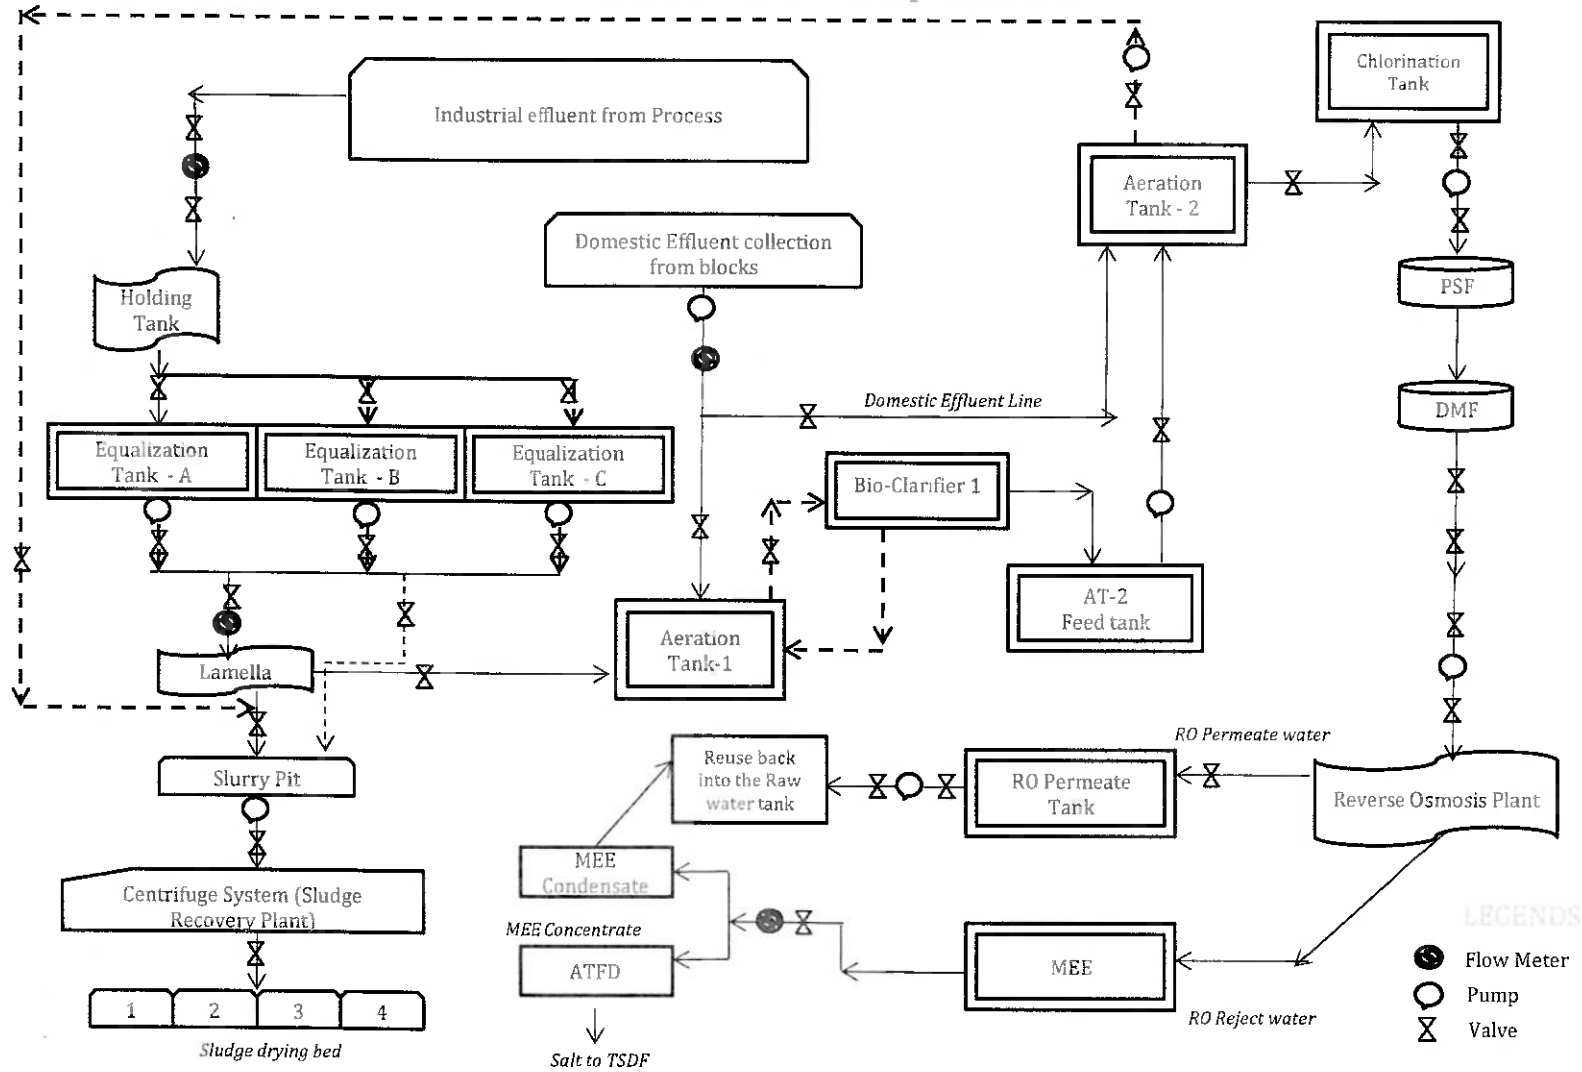 Chlorination
Tank
Industrial effluent from Process
Aeration
Tank - 2
Domestic Effluent collection
from blocks
Holding
Tank
PSF
Domestic Effluent Line
DMF
Equalization
Tank - A
Equalization
Tank - B
Equalization
Tank - C
Bio-Clarifier 1
AT-2
Feed tank
Aeration
Tank-1
Lamella
RO Permeate water
Reuse back
into the Raw
water tank
RO Permeate
Tank
Reverse Osmosis Plant
Slurry Pit
MEE
Condensate
Centrifuge System (Sludge
Recovery Plant)
MEE Concentrate
ATFD
MEE
LEGENDS
Flow Meter
Pump
Valve
1
2
3
4
RO Reject water
Sludge drying bed
Salt to TSDF